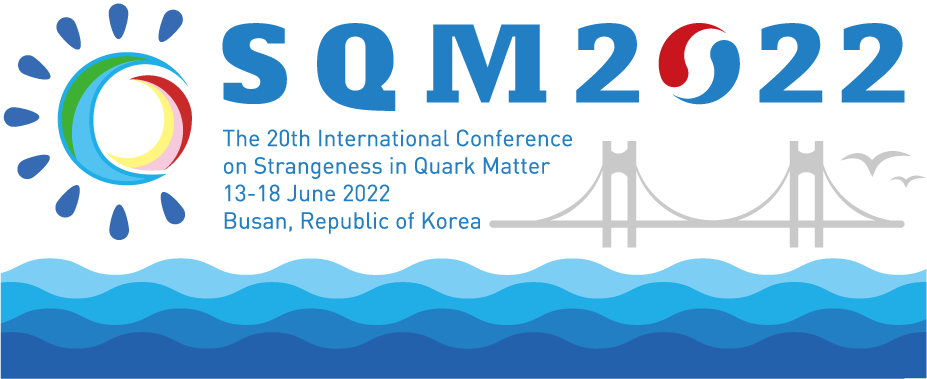 SQM2022
The 20th International Conference
on Strangeness in Quark Matter
13-18 June 2022
Busan, Republic of Korea